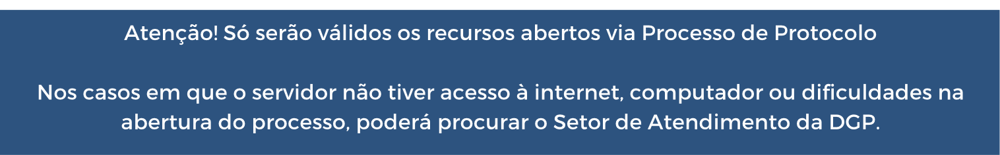 Atenção! Só serão válidos os recursos abertos via Processo de Protocolo
Nos casos em que o servidor não tiver acesso à internet, computador ou dificuldades na
abertura do processo, poderá procurar o Setor de Atendimento da DGP.